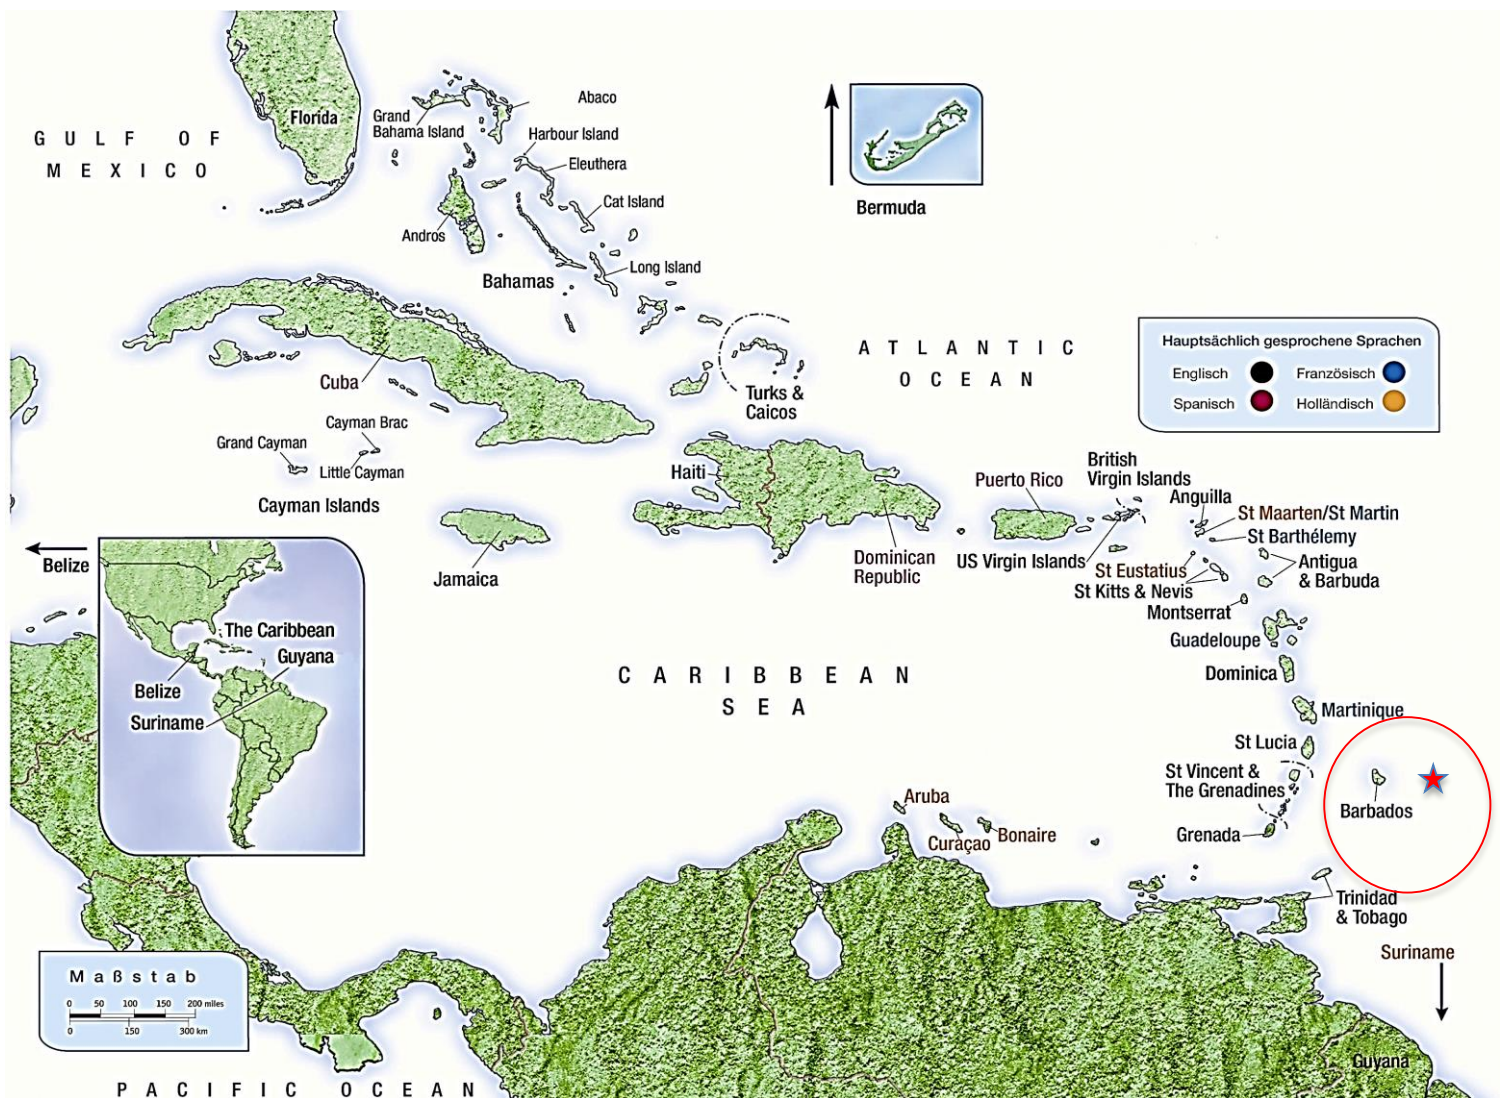 Florida
GULF OF
MEXICO
Grand
Bahama Island
Abaco
Harbour Island
Eleuthera
Cat Island
Andros
Bahamas
Long Island
Bermuda
ATLANTIC
OCEAN
Turks &
Caicos
Hauptsächlich gesprochene Sprachen
Englisch
Französisch
Spanisch
Holländisch
Cuba
Cayman Brac
Grand Cayman
Little Cayman
Cayman Islands
Haiti
Jamaica
Dominican
Republic
Puerto Rico
British
Virgin Islands
US Virgin Islands
Anguilla
St Maarten/St Martin
St Barthélemy
St Eustatius
St Kitts & Nevis
Antigua
& Barbuda
Montserrat
Guadeloupe
Dominica
Martinique
St Lucia
St Vincent &
The Grenadines
Barbados
Grenada
Belize
The Caribbean
Guyana
Belize
Suriname
CARIBBEAN
SEA
Aruba
Curaçao
Bonaire
Trinidad
& Tobago
Suriname
Guyana
Maßstab
0 50 100 150 200 miles
0 150 300 km
PACIFIC OCEAN